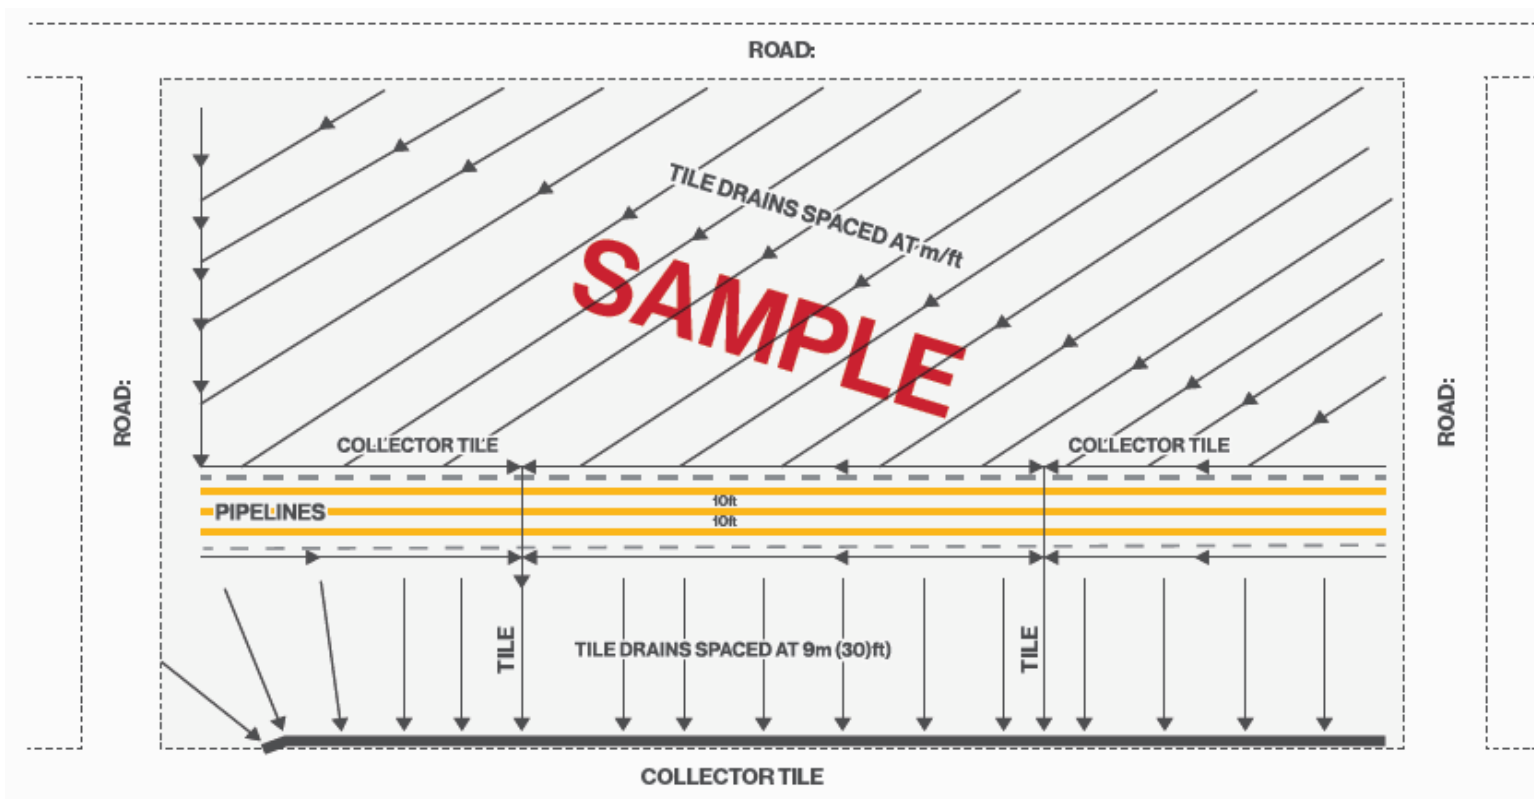 ROAD:
TILE DRAINS SPACED AT m/ft
SAMPLE
ROAD:
ROAD:
COLLECTOR TILE
COLLECTOR TILE
10ft
PIPELINES
10ft
TILE
TILE DRAINS SPACED AT 9m (30)ft)
TILE
COLLECTOR TILE